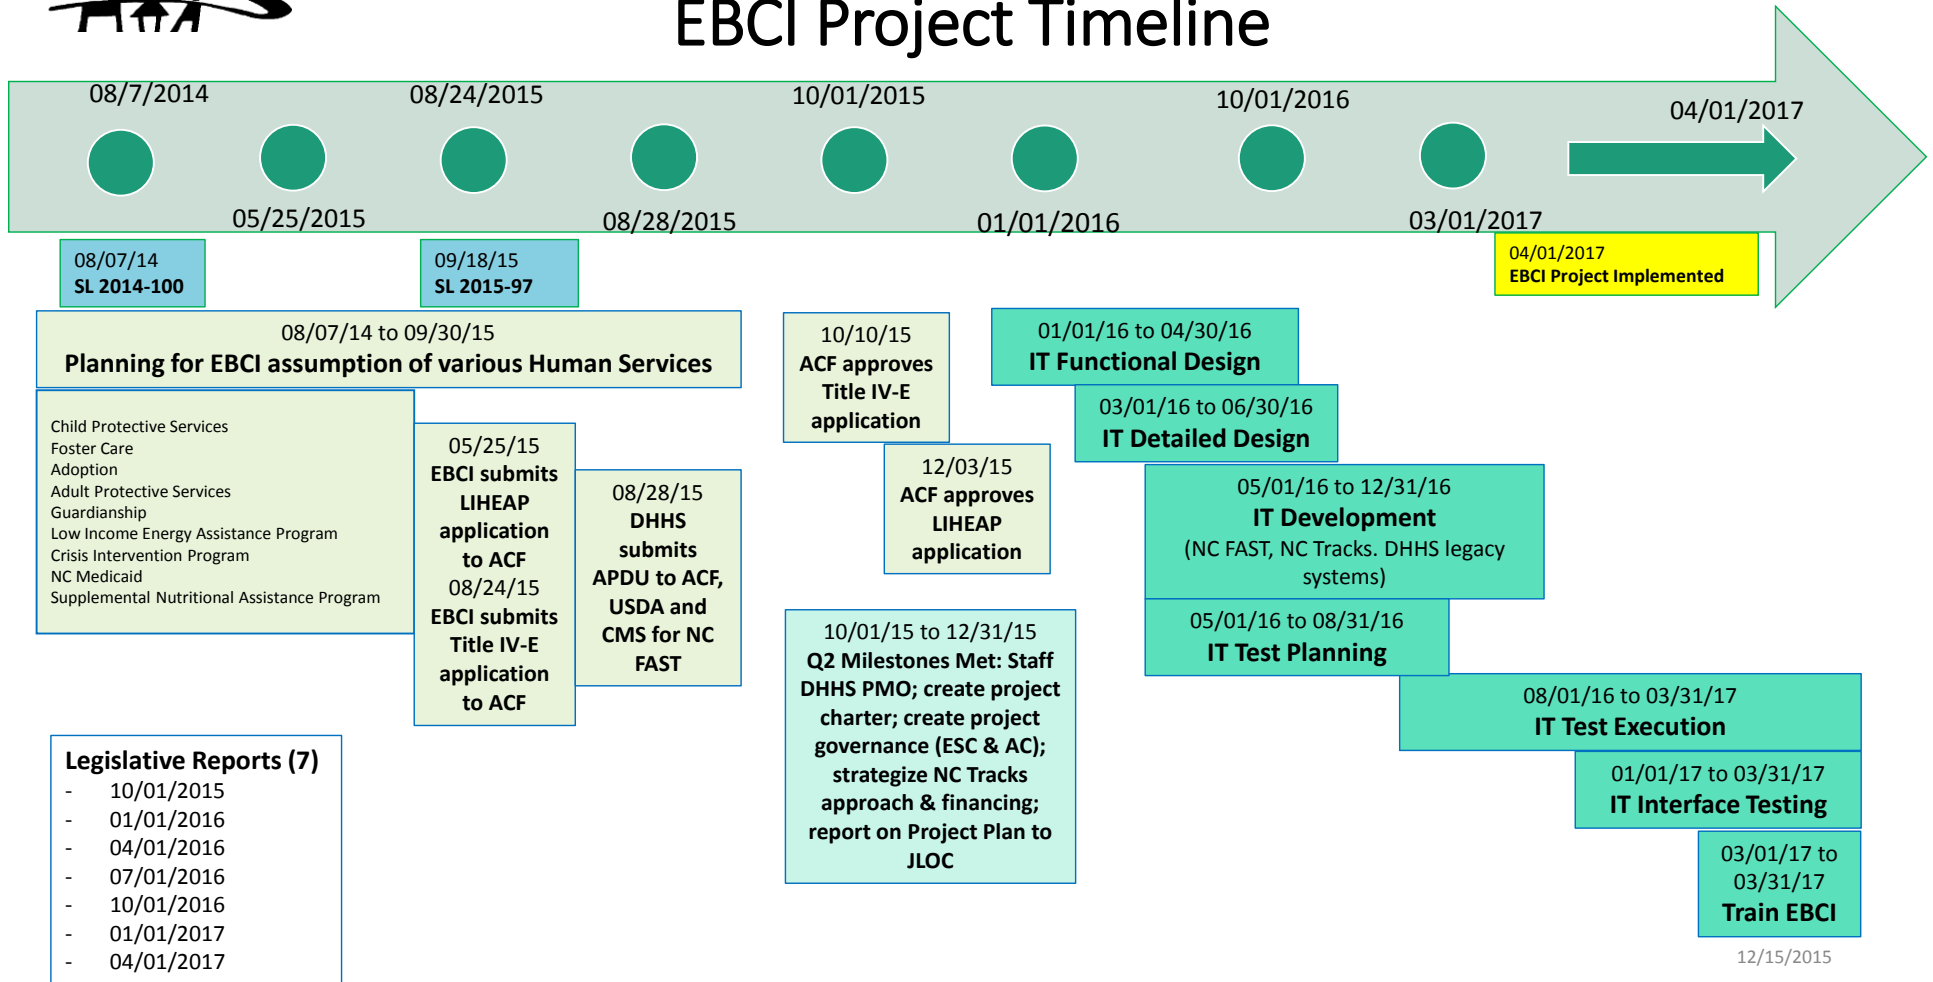 EBCI Project Timeline
08/7/2014
08/24/2015
10/01/2015
10/01/2016
04/01/2017
05/25/2015
08/28/2015
01/01/2016
03/01/2017
08/07/14
SL 2014-100
09/18/15
SL 2015-97
04/01/2017
EBCI Project Implemented
08/07/14 to 09/30/15
Planning for EBCI assumption of various Human Services
Child Protective Services
Foster Care
Adoption
Adult Protective Services
Guardianship
Low Income Energy Assistance Program
Crisis Intervention Program
NC Medicaid
Supplemental Nutritional Assistance Program
05/25/15
EBCI submits
LIHEAP
application
to ACF
08/24/15
EBCI submits
Title IV-E
application
to ACF
08/28/15
DHHS
submits
APDU to ACF,
USDA and
CMS for NC
FAST
10/10/15
ACF approves
Title IV-E
application
12/03/15
ACF approves
LIHEAP
application
10/01/15 to 12/31/15
Q2 Milestones Met: Staff
DHHS PMO; create project
charter; create project
governance (ESC & AC);
strategize NC Tracks
approach & financing;
report on Project Plan to
JLOC
01/01/16 to 04/30/16
IT Functional Design
03/01/16 to 06/30/16
IT Detailed Design
05/01/16 to 12/31/16
IT Development
(NC FAST, NC Tracks. DHHS legacy
systems)
05/01/16 to 08/31/16
IT Test Planning
08/01/16 to 03/31/17
IT Test Execution
01/01/17 to 03/31/17
IT Interface Testing
03/01/17 to
03/31/17
Train EBCI
Legislative Reports (7)
- 10/01/2015
- 01/01/2016
- 04/01/2016
- 07/01/2016
- 10/01/2016
- 01/01/2017
- 04/01/2017
12/15/2015